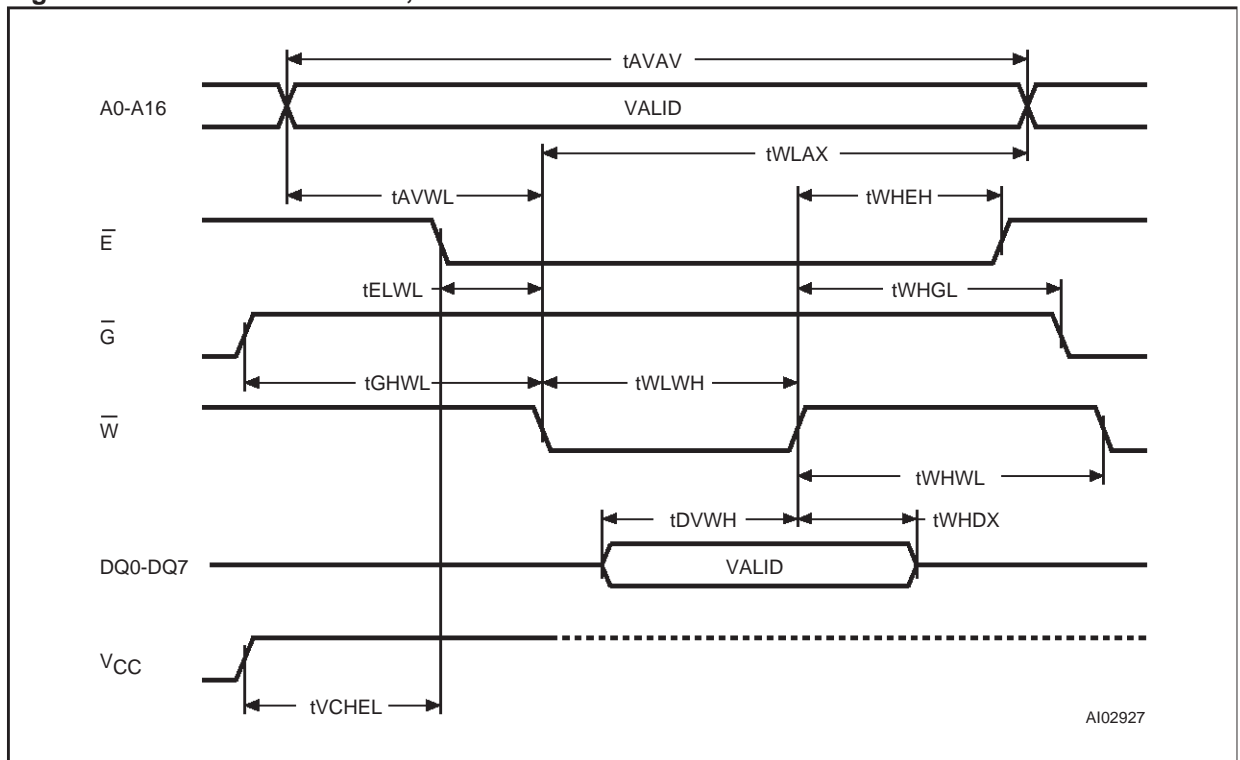 tAVAV
A0-A16
VALID
tWLAX
tAVWL
tWHEH
E
tELWL
tWHGL
G
tGHWL
tWLWH
W
tWHWL
tDVWH
tWHDX
DQ0-DQ7
VALID
VCC
tVCHEL
AI02927